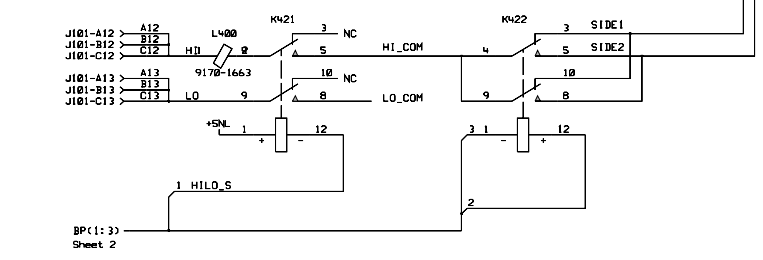 K421 K422
J101-A12 A12 L400 3 NC 3 SIDE1
J101-B12 B12
J101-C12 C12 HI 5 HI_COM 4 5 SIDE2
9170-1663
J101-A13 A13 10 NC 10
J101-B13 B13
J101-C13 C13 LO 9 8 LO_COM 9 8
+5NL 1 12 3 1 12
+ - - +
1 HILO_S
2
BP(1:3)
Sheet 2